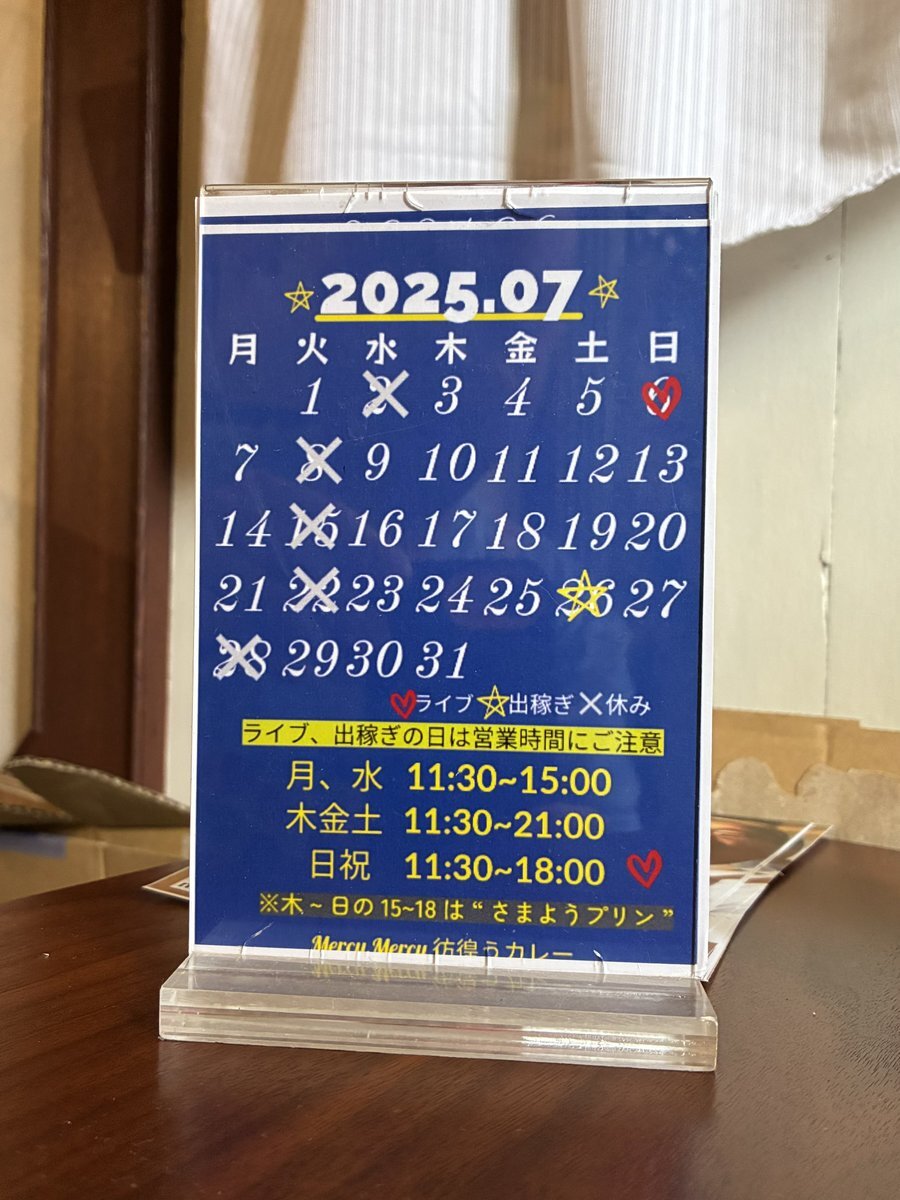 2025.07
月 火 水 木 金 土 日
1 2 3 4 5 6
7 8 9 10 11 12 13
14 15 16 17 18 19 20
21 22 23 24 25 26 27
28 29 30 31
ライブ 出稼ぎ 休み
ライブ、出稼ぎの日は営業時間にご注意
月、水 11:30~15:00
木金土 11:30~21:00
日祝 11:30~18:00
※木~日の15~18は“さまようプリン”
Mercy Mercy 彷徨うカレー